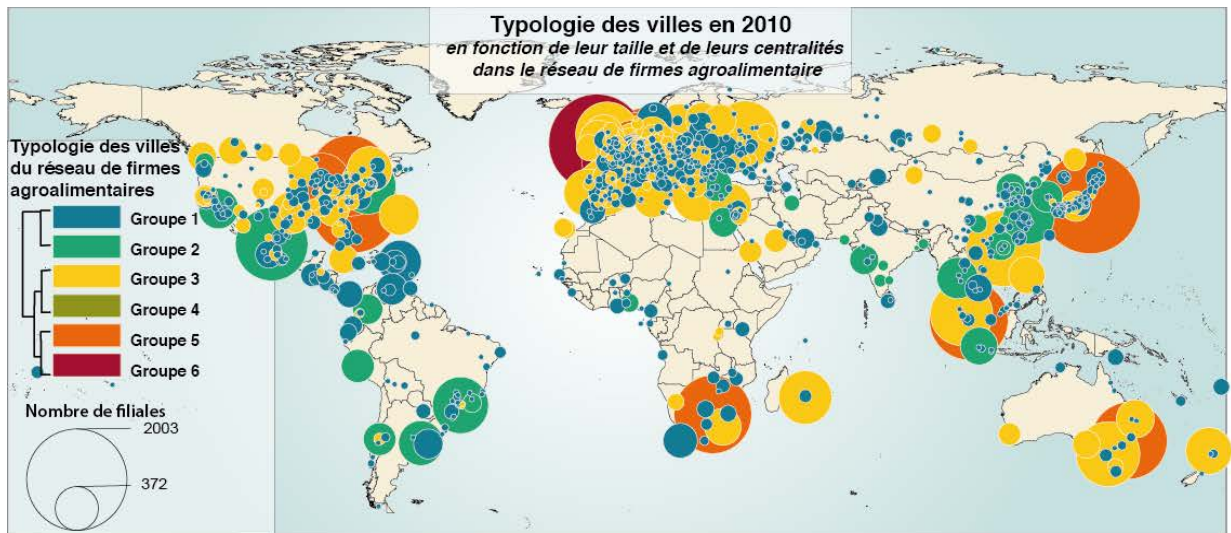 Typologie des villes en 2010
en fonction de leur taille et de leurs centralités
dans le réseau de firmes agroalimentaire
Typologie des villes
du réseau de firmes
agroalimentaires
Groupe 1
Groupe 2
Groupe 3
Groupe 4
Groupe 5
Groupe 6
Nombre de filiales
2003
372